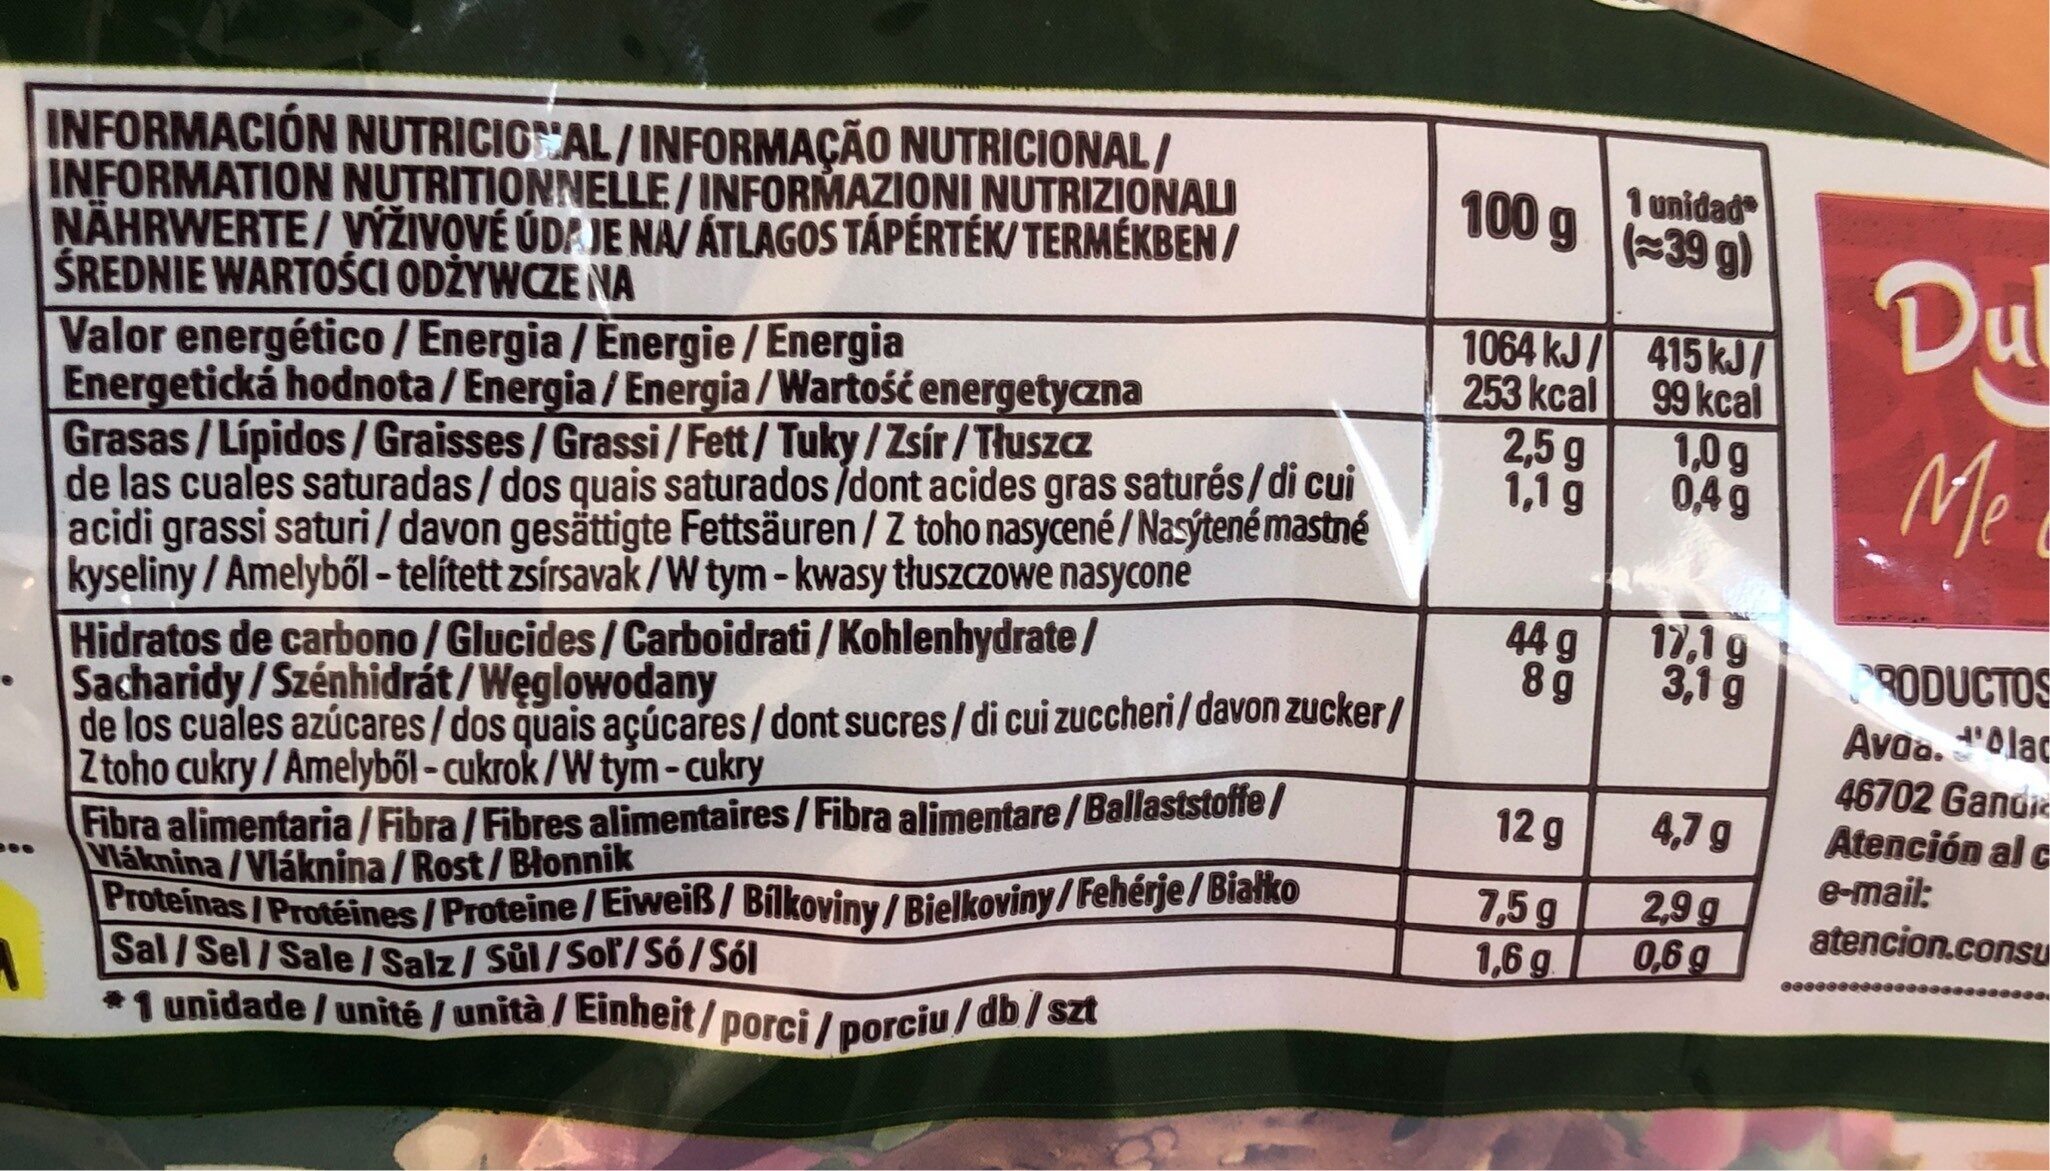 INFORMACIÓN NUTRICIONAL / INFORMAÇÃO NUTRICIONAL /
INFORMATION NUTRITIONNELLE / INFORMAZIONI NUTRIZIONALI
NÄHRWERTE / VÝŽIVOVÉ ÚDAJE NA/ ÁTLAGOS TÁPÉRTÉK/ TERMÉKBEN /
ŚREDNIE WARTOŚCI ODŻYWCZE NA
100 g
1 unidad*
(≈39 g)
Valor energético / Energia / Énergie / Energia
Energetická hodnota / Energia / Energia / Wartość energetyczna
1064 kJ / 415 kJ /
253 kcal 99 kcal
Grasas / Lípidos / Graisses / Grassi / Fett / Tuky / Zsír / Tłuszcz 2,5 g 1,0 g
de las cuales saturadas / dos quais saturados /dont acides gras saturés / di cui 1,1 g 0,4 g
acidi grassi saturi / davon gesättigte Fettsäuren / Z toho nasycené / Nasýtené mastné
kyseliny / Amelyből - telített zsírsavak / W tym - kwasy tłuszczowe nasycone
Hidratos de carbono / Glucides / Carboidrati / Kohlenhydrate / 44 g 17,1 g
Sacharidy / Szénhidrát / Węglowodany 8 g 3,1 g
de los cuales azúcares / dos quais açúcares / dont sucres / di cui zuccheri / davon zucker /
Z toho cukry / Amelyből - cukrok / W tym - cukry
Fibra alimentaria / Fibra / Fibres alimentaires / Fibra alimentare / Ballaststoffe / 12 g 4,7 g
Vláknina / Vláknina / Rost / Błonnik
Proteínas / Protéines / Proteine / Eiweiß / Bílkoviny / Bielkoviny / Fehérje / Białko 7,5 g 2,9 g
Sal / Sel / Sale / Salz / Sůl / Soľ / Só / Sól 1,6 g 0,6 g
* 1 unidade / unité / unità / Einheit / porci / porciu / db / szt
Dul
Me
PRODUCTOS
Avda. d'Alac
46702 Gandia
Atención al c
e-mail:
atencion.consu